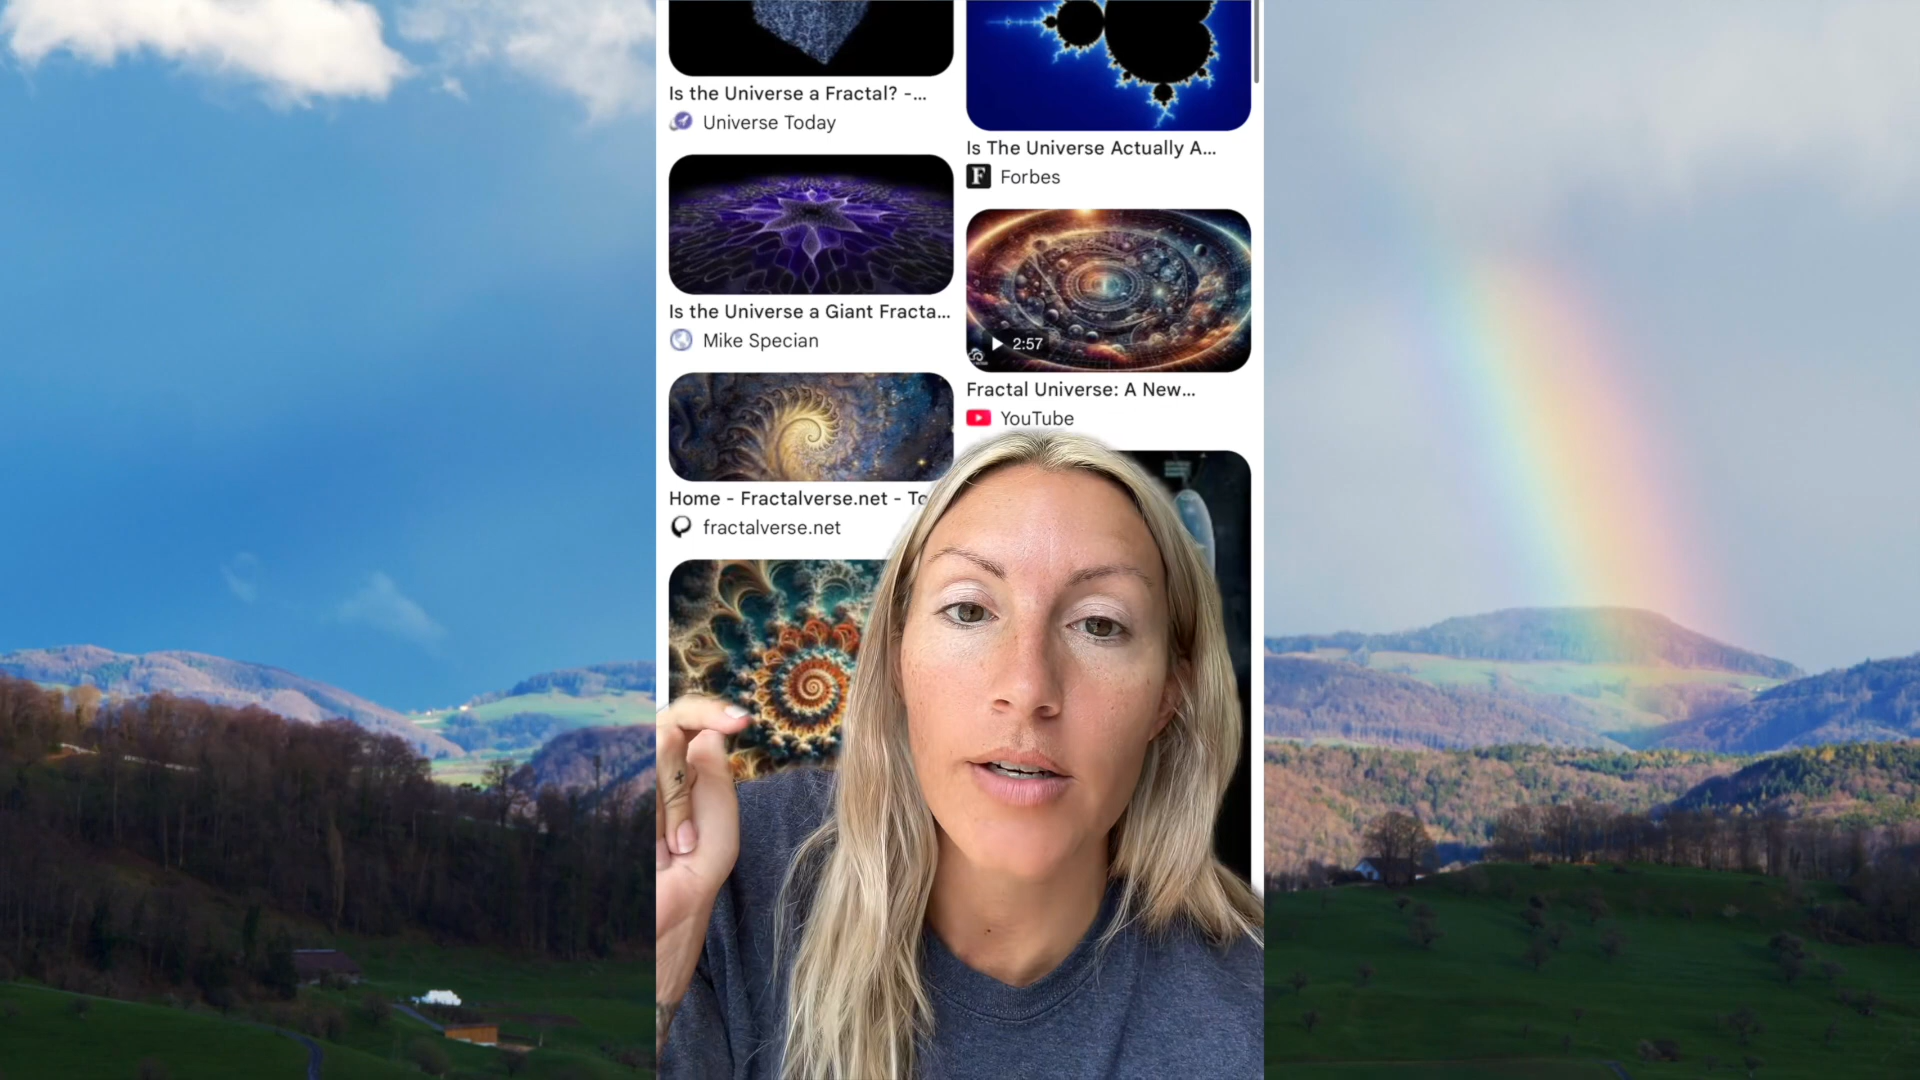 Is the Universe a Fractal? -...
Universe Today
Is The Universe Actually A...
F Forbes
Is the Universe a Giant Fracta...
Mike Specian
2:57
Fractal Universe: A New...
YouTube
Home - Fractalverse.net - To
fractalverse.net